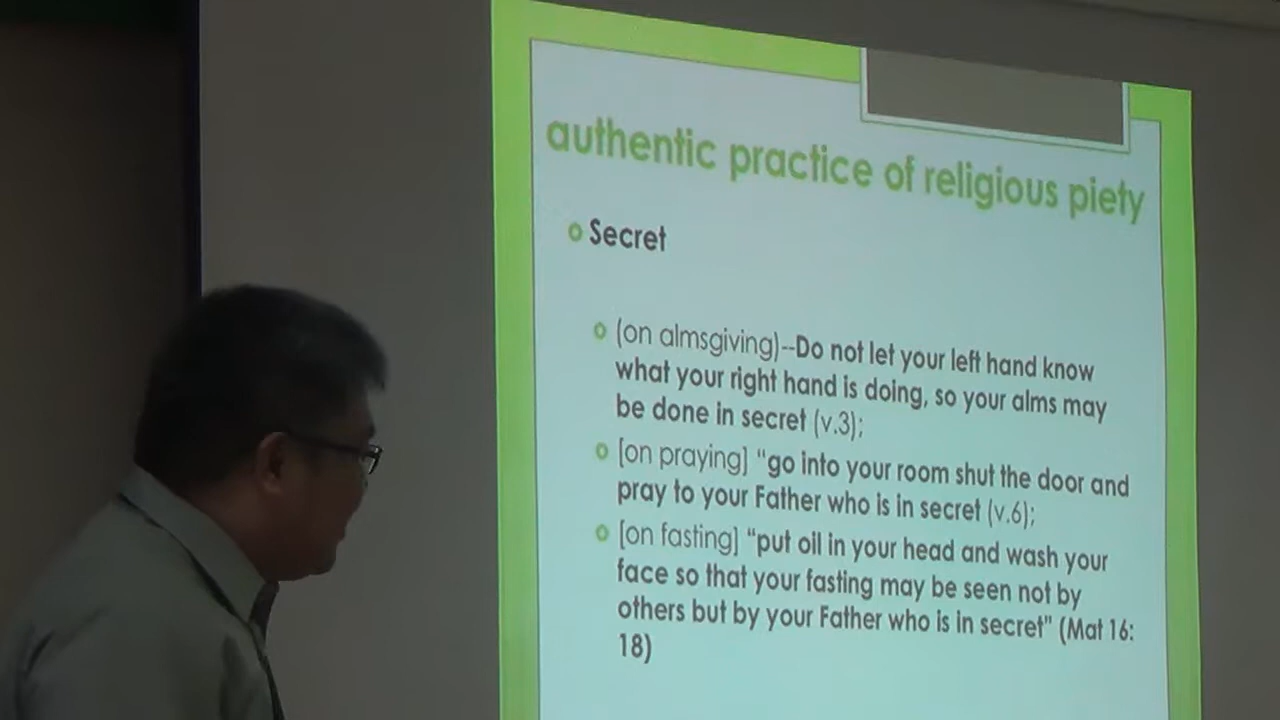 authentic practice of religious piety
Secret
(on almsgiving)--Do not let your left hand know
what your right hand is doing, so your alms may
be done in secret (v.3);
[on praying] “go into your room shut the door and
pray to your Father who is in secret (v.6);
[on fasting] “put oil in your head and wash your
face so that your fasting may be seen not by
others but by your Father who is in secret" (Mat 16:
18)